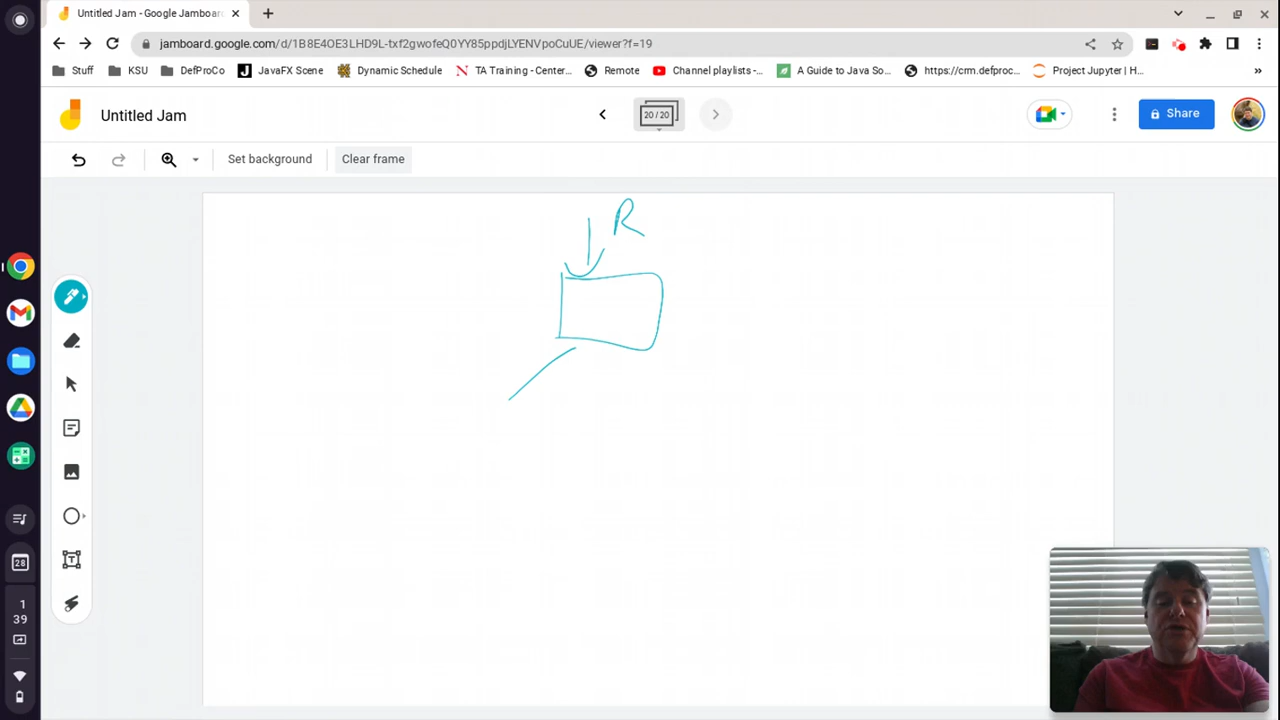 Untitled Jam - Google Jamboard
jamboard.google.com/d/1B8E4OE3LHD9L-txf2gwofeQ0YY85ppdjLYENVpoCuUE/viewer?f=19
Stuff
KSU
DefProCo
JavaFX Scene
Dynamic Schedule
TA Training - Center...
Remote
Channel playlists -...
A Guide to Java So...
https://crm.defproc...
Project Jupyter | H...
»
Untitled Jam
20 / 20
Share
Set background
Clear frame
R
28
1
39